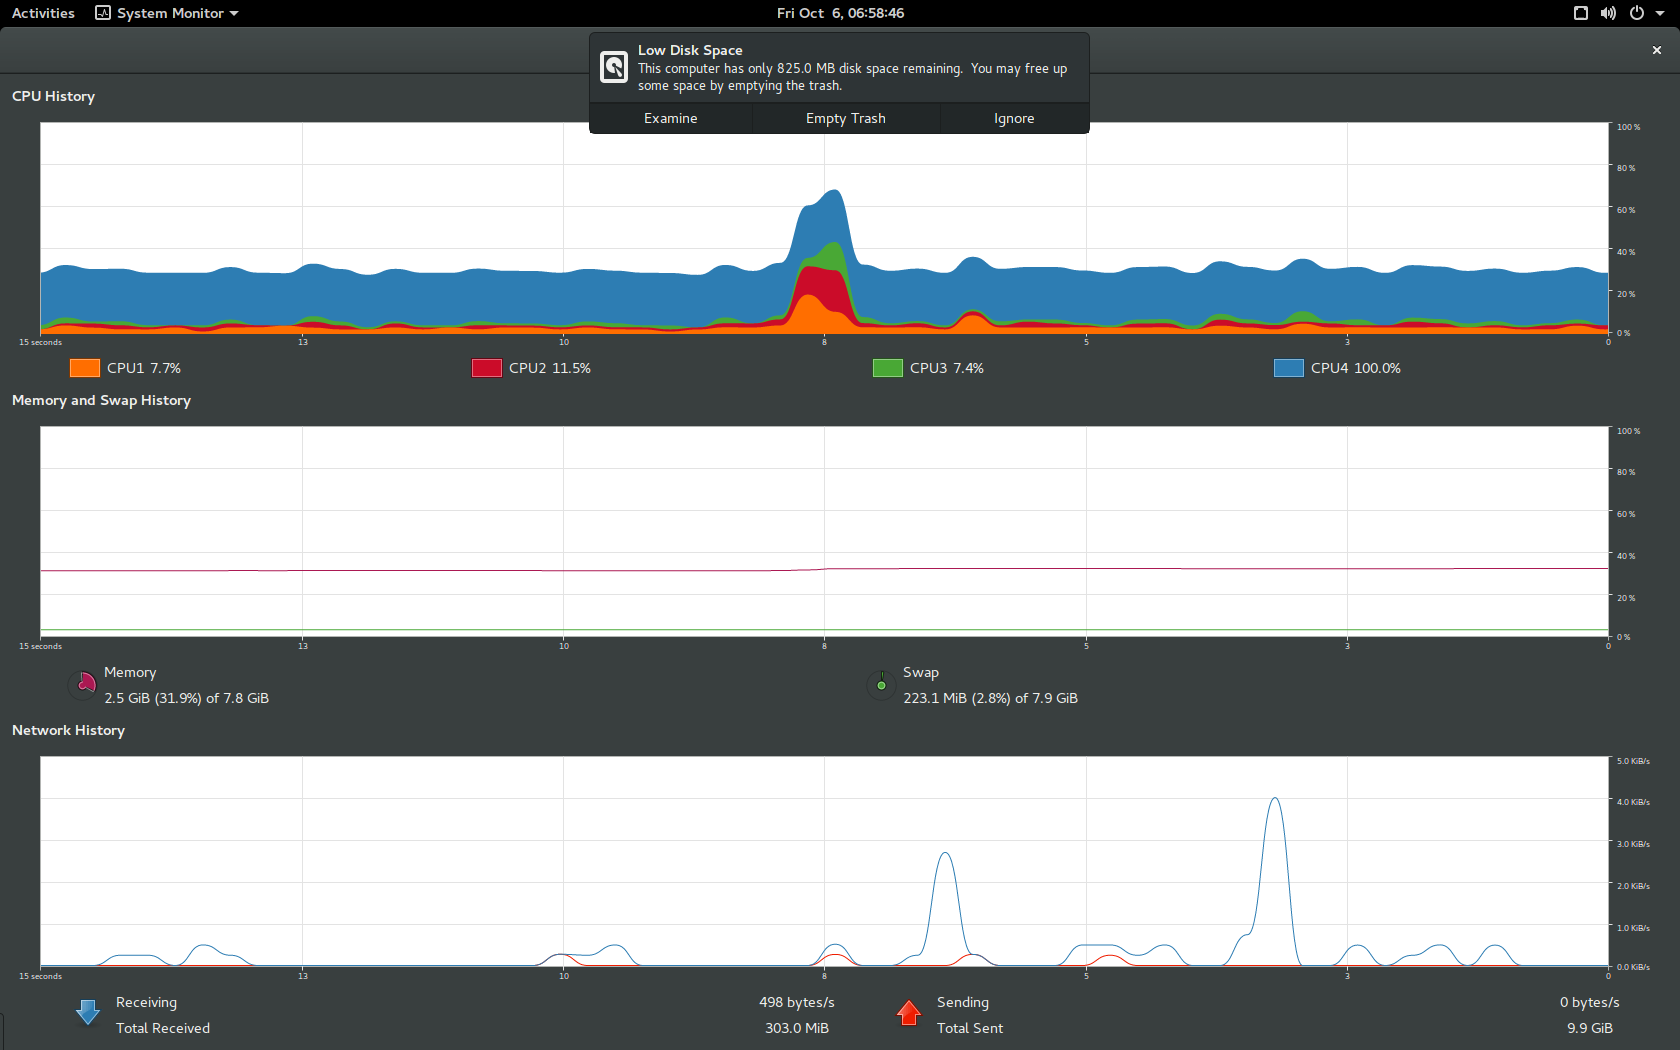 Activities System Monitor Fri Oct 6, 06:58:46
Low Disk Space
This computer has only 825.0 MB disk space remaining. You may free up
some space by emptying the trash.
Examine Empty Trash Ignore
CPU History
100 %
80 %
60 %
40 %
20 %
0 %
15 seconds 13 10 8 5 3 0
CPU1 7.7% CPU2 11.5% CPU3 7.4% CPU4 100.0%
Memory and Swap History
100 %
80 %
60 %
40 %
20 %
0 %
15 seconds 13 10 8 5 3 0
Memory Swap
2.5 GiB (31.9%) of 7.8 GiB 223.1 MiB (2.8%) of 7.9 GiB
Network History
5.0 KiB/s
4.0 KiB/s
3.0 KiB/s
2.0 KiB/s
1.0 KiB/s
0.0 KiB/s
15 seconds 13 10 8 5 3 0
Receiving 498 bytes/s Sending 0 bytes/s
Total Received 303.0 MiB Total Sent 9.9 GiB